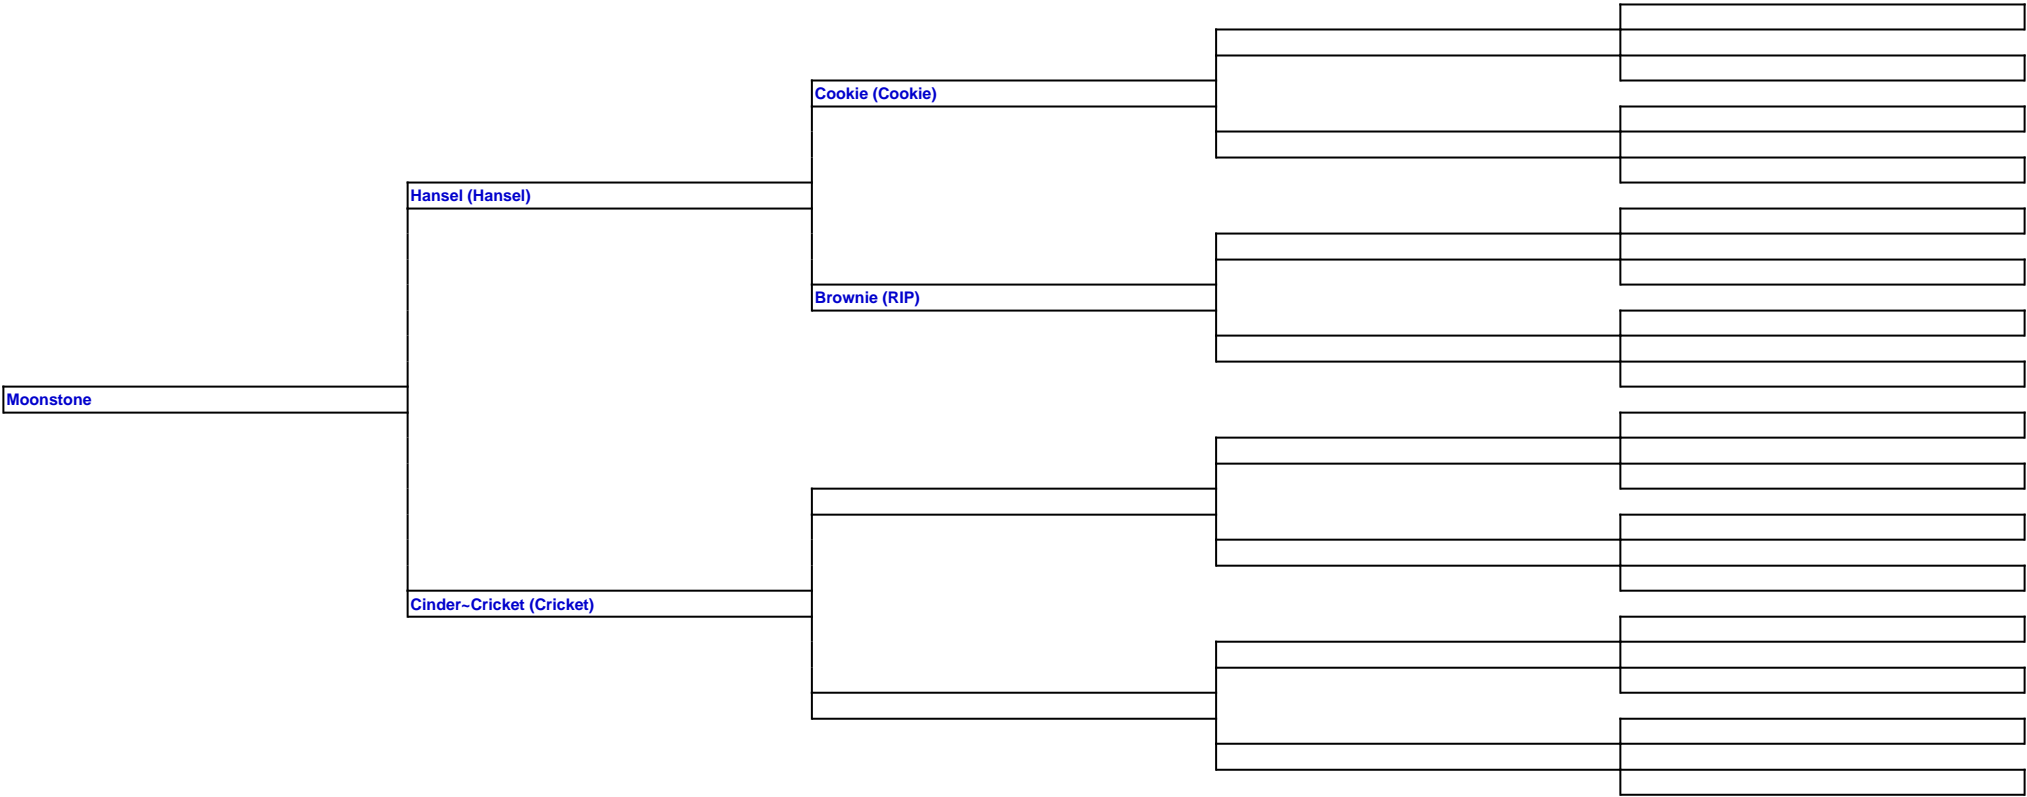 Cookie (Cookie)
Hansel (Hansel)
Brownie (RIP)
Moonstone
Cinder~Cricket (Cricket)